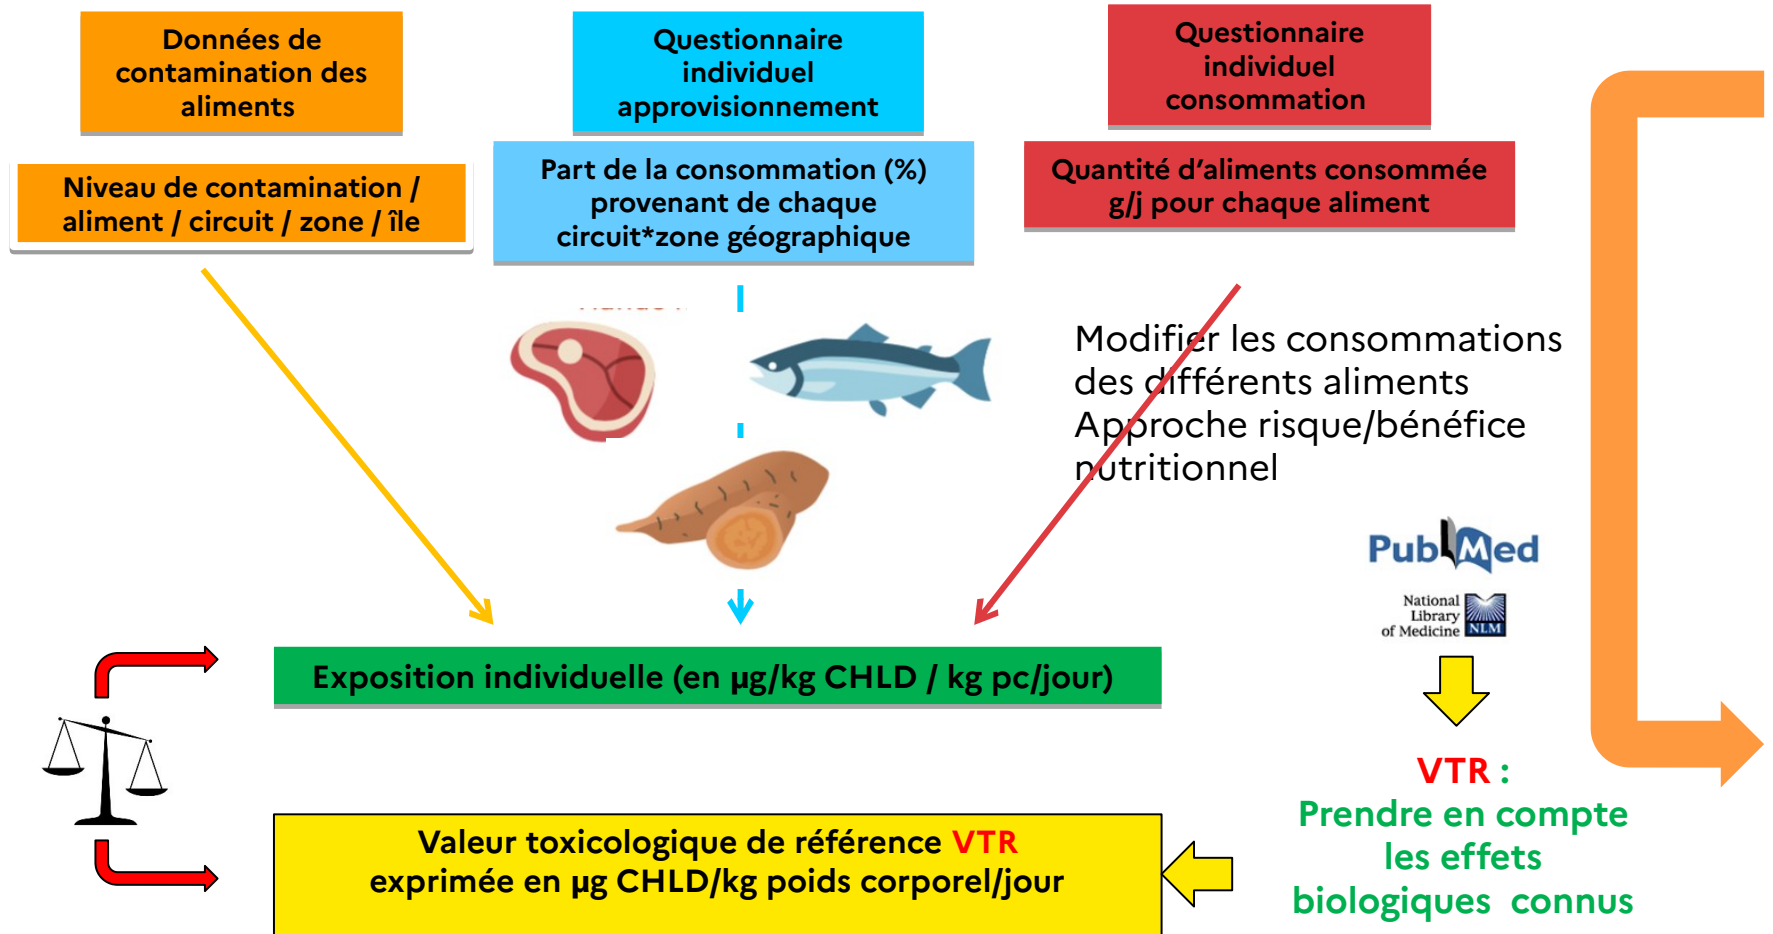 Données de
contamination des
aliments
Niveau de contamination /
aliment / circuit / zone / île
Questionnaire
individuel
approvisionnement
Part de la consommation (%)
provenant de chaque
circuit*zone géographique
Questionnaire
individuel
consommation
Quantité d'aliments consommée
g/j pour chaque aliment
Modifier les consommations
des différents aliments
Approche risque/bénéfice
nutritionnel
PubMed
National
Library
of Medicine
NLM
Exposition individuelle (en µg/kg CHLD / kg pc/jour)
VTR :
Prendre en compte
les effets
biologiques connus
Valeur toxicologique de référence VTR
exprimée en µg CHLD/kg poids corporel/jour